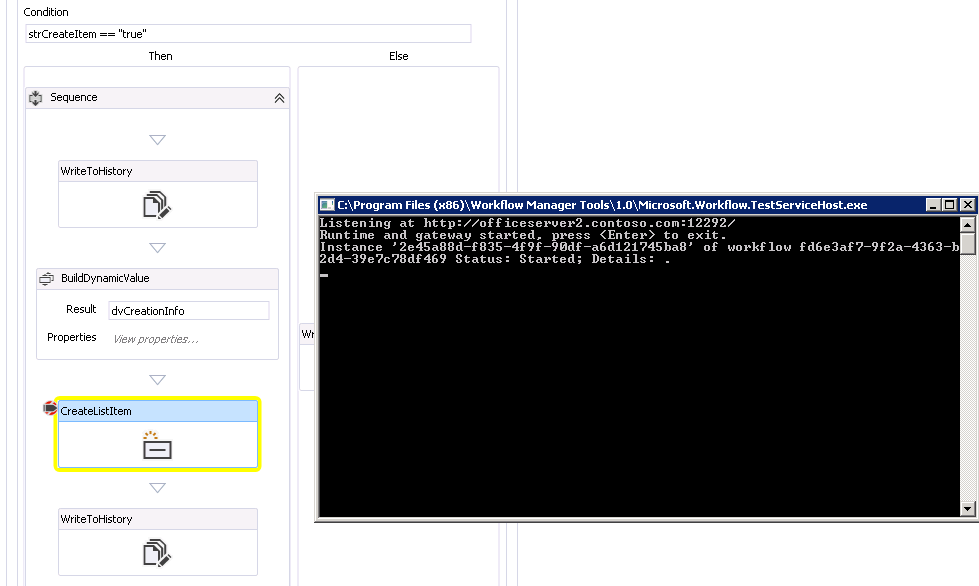 Condition
strCreateItem == "true"
Then
Else
Sequence
WriteToHistory
BuildDynamicValue
Result
dvCreationInfo
Properties
View properties...
CreateListItem
WriteToHistory
Wr
C:\Program Files (x86)\Workflow Manager Tools\1.0\Microsoft.Workflow.TestServiceHost.exe
Listening at http://officeserver2.contoso.com:12292/
Runtime and gateway started, press <Enter> to exit.
Instance '2e45a88d-f835-4f9f-90df-a6d121745ba8' of workflow fd6e3af7-9f2a-4363-b
2d4-39e7c78df469 Status: Started; Details: .